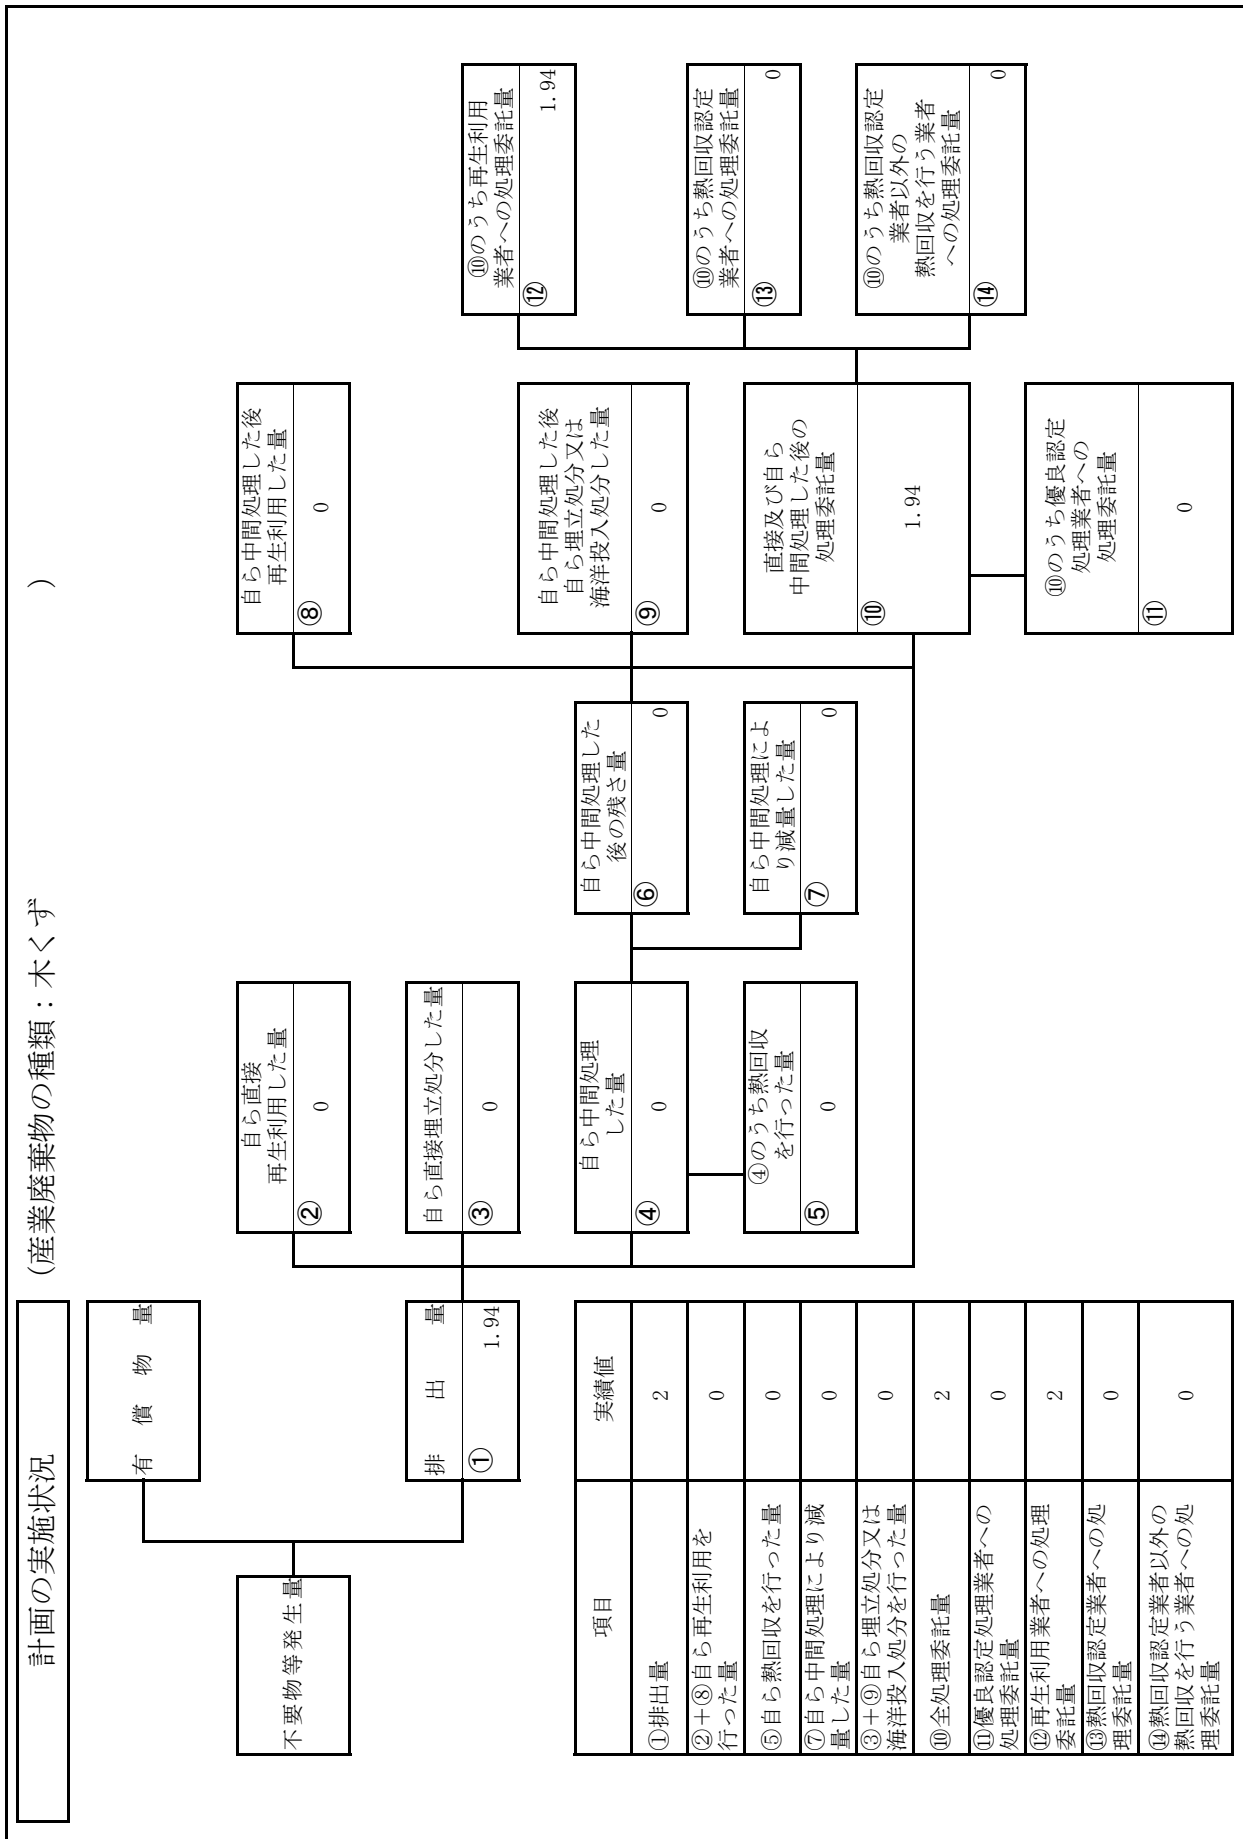 計画の実施状況
(産業廃棄物の種類：木くず
)
不要物等発生量
有償物量
排出量
① 1.94
自ら直接
再生利用した量
② 0
自ら直接埋立処分した量
③ 0
自ら中間処理
した量
④ 0
④のうち熱回収
を行った量
⑤ 0
自ら中間処理した
後の残さ量
⑥ 0
自ら中間処理によ
り減量した量
⑦ 0
自ら中間処理した後
再生利用した量
⑧ 0
自ら中間処理した後
自ら埋立処分又は
海洋投入処分した量
⑨ 0
直接及び自ら
中間処理した後の
処理委託量
⑩ 1.94
⑩のうち優良認定
処理業者への
処理委託量
⑪ 0
⑩のうち再生利用
業者への処理委託量
⑫ 1.94
⑩のうち熱回収認定
業者への処理委託量
⑬ 0
⑩のうち熱回収認定
業者以外の
熱回収を行う業者
への処理委託量
⑭ 0
項目 実績値
①排出量 2
②＋⑧自ら再生利用を
行った量 0
⑤自ら熱回収を行った量 0
⑦自ら中間処理により減
量した量 0
③＋⑨自ら埋立処分又は
海洋投入処分を行った量 0
⑩全処理委託量 2
⑪優良認定処理業者への
処理委託量 0
⑫再生利用業者への処理
委託量 2
⑬熱回収認定業者への処
理委託量 0
⑭熱回収認定業者以外の
熱回収を行う業者への処
理委託量 0